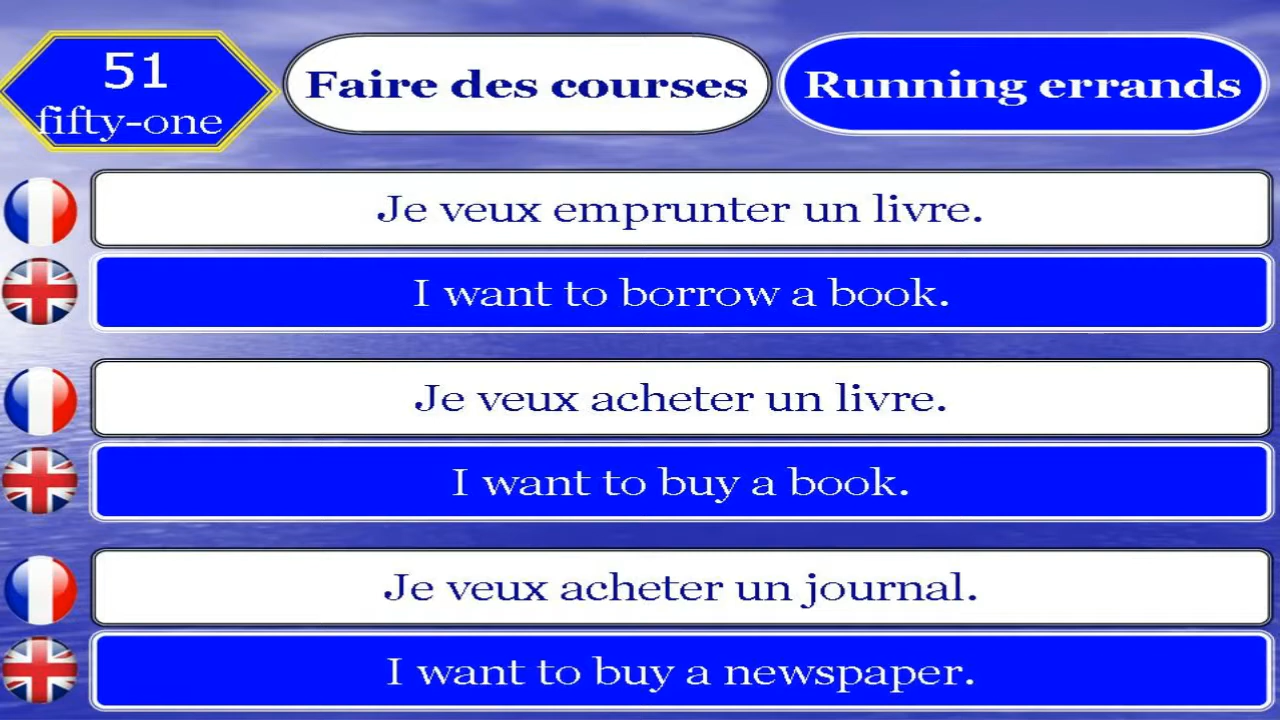 51
fifty-one
Faire des courses
Running errands
Je veux emprunter un livre.
I want to borrow a book.
Je veux acheter un livre.
I want to buy a book.
Je veux acheter un journal.
I want to buy a newspaper.